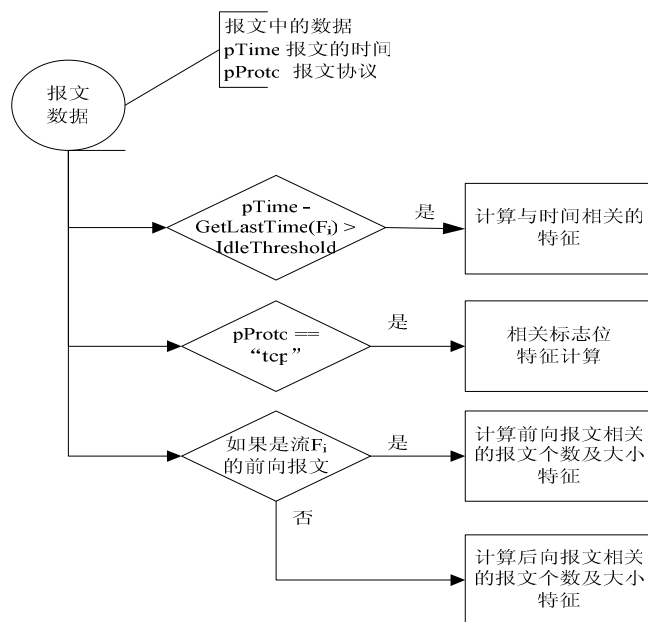 报文中的数据
pTime 报文的时间
pProto 报文协议
报文
数据
pTime -
GetLastTime(Fi) >
IdleThreshold
是
计算与时间相关的
特征
pProto ==
“tcp”
是
相关标志位
特征计算
如果是流Fi
的前向报文
是
计算前向报文相关
的报文个数及大小
特征
否
计算后向报文相关
的报文个数及大小
特征